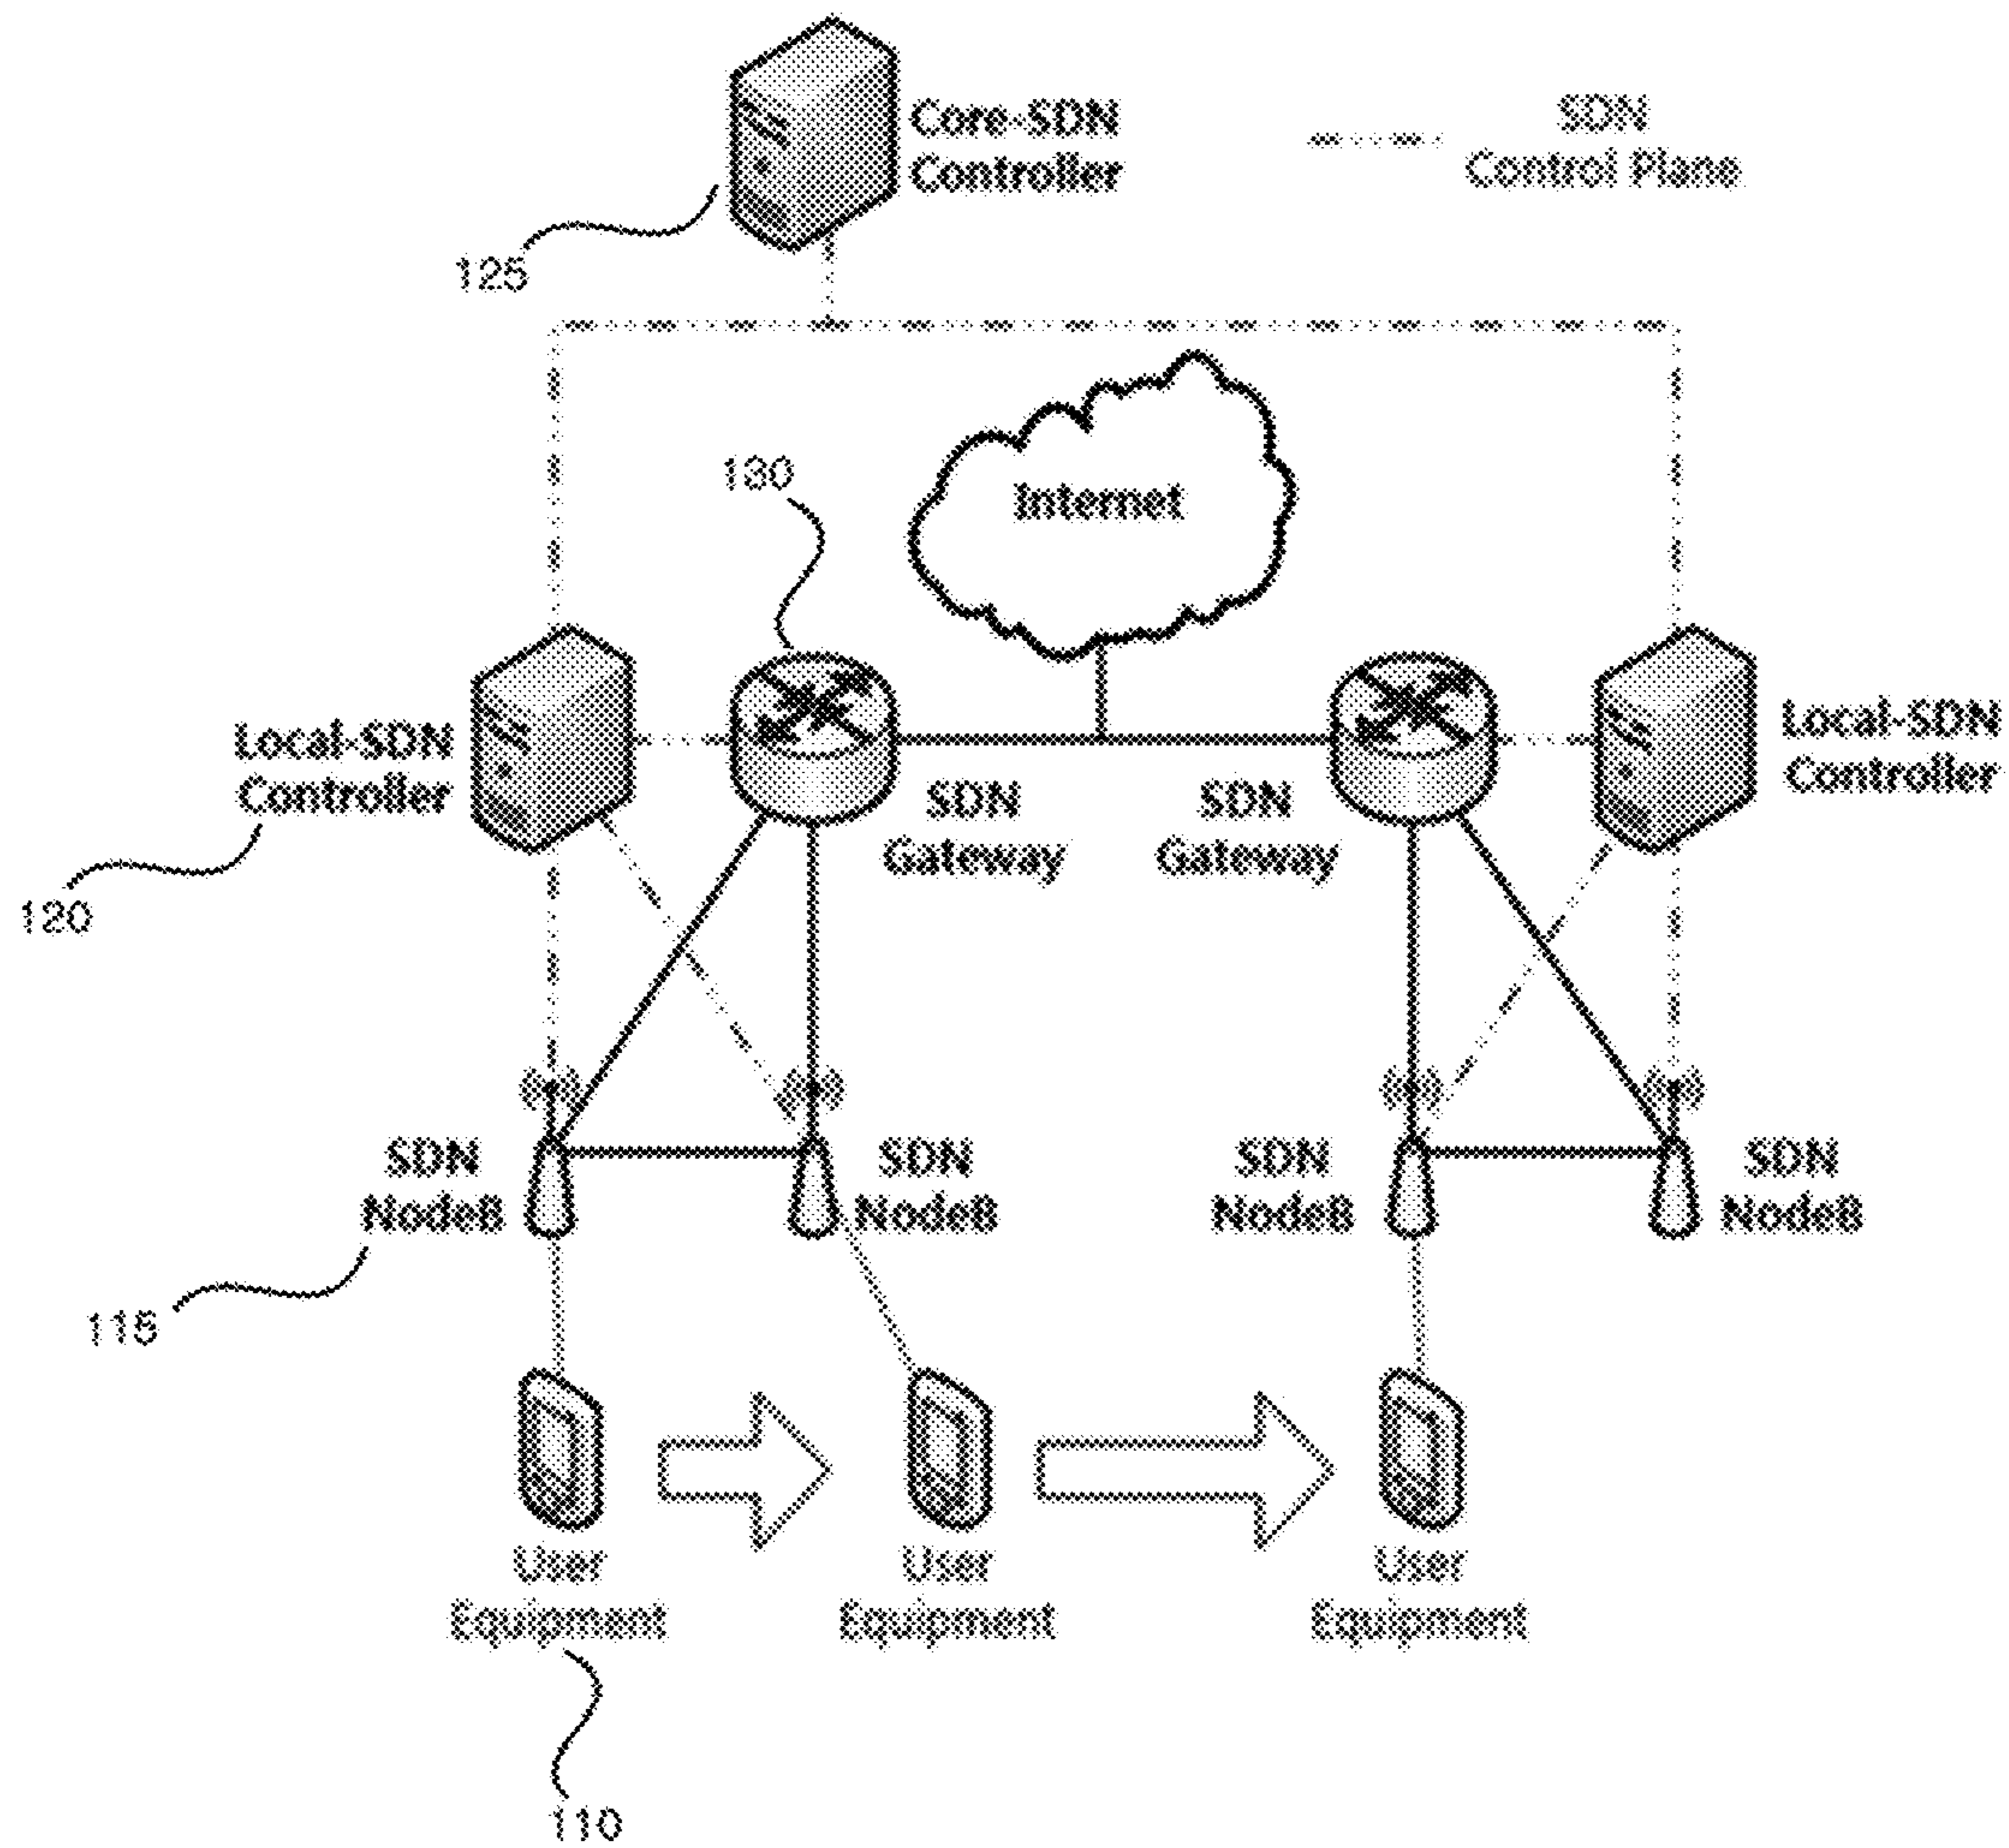 Core-SDN
Controller
SDN
Control Plane
125
Internet
130
Local-SDN
Controller
SDN
Gateway
SDN
Gateway
Local-SDN
Controller
120
SDN
NodeB
SDN
NodeB
SDN
NodeB
SDN
NodeB
115
User
Equipment
User
Equipment
User
Equipment
110